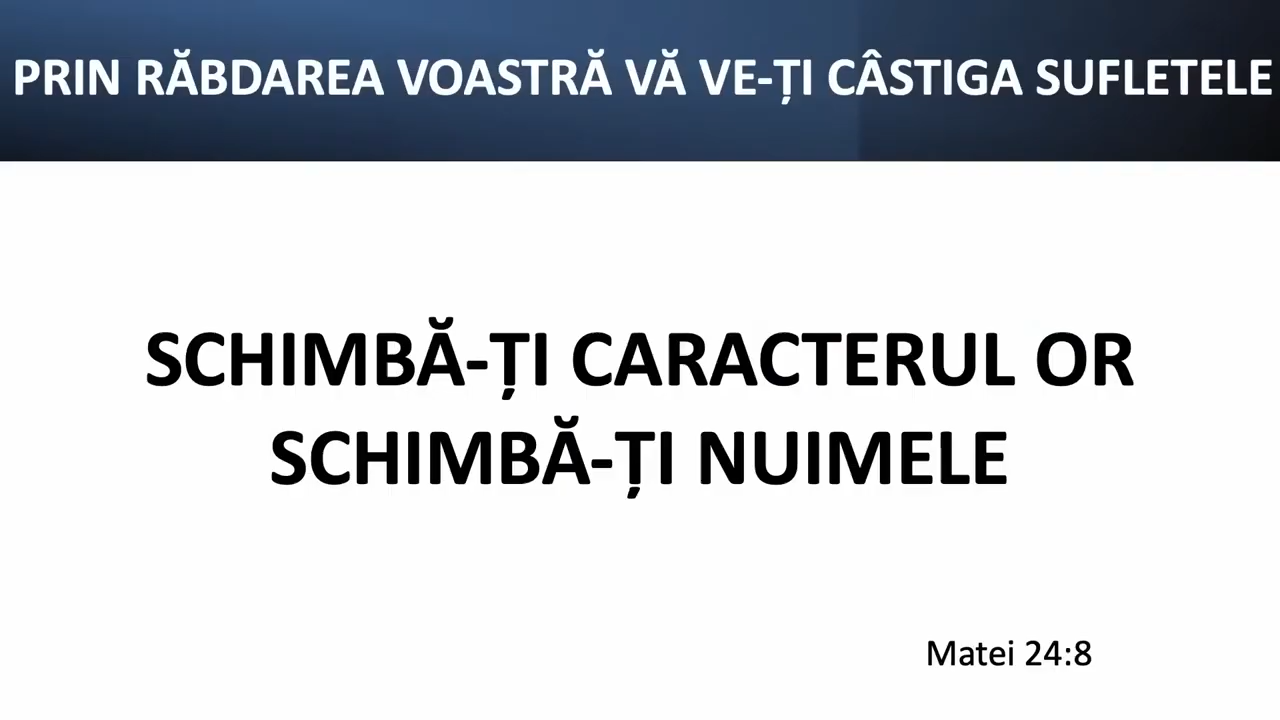 PRIN RĂBDAREA VOASTRĂ VĂ VE-ȚI CÂSTIGA SUFLETELE
SCHIMBĂ-ȚI CARACTERUL OR
SCHIMBĂ-ȚI NUIMELE
Matei 24:8